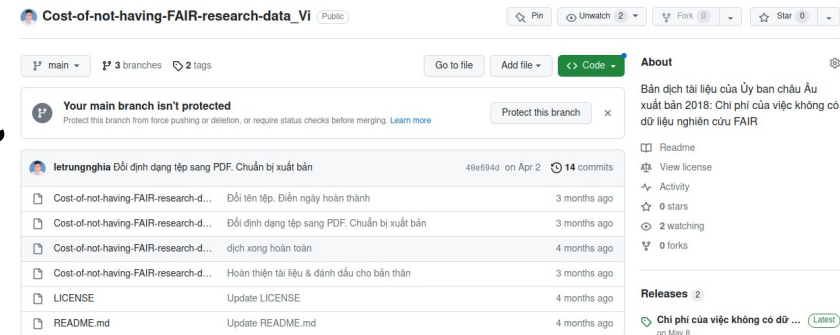 Cost-of-not-having-FAIR-research-data_Vi Public
Pin Unwatch 2 Fork 0 Star 0
main 3 branches 2 tags Go to file Add file Code
Your main branch isn't protected
Protect this branch from force pushing or deletion, or require status checks before merging. Learn more
Protect this branch
letrungnghia Đổi định dạng tệp sang PDF. Chuẩn bị xuất bản 40e694d on Apr 2 14 commits
Cost-of-not-having-FAIR-research-d... Đổi tên tệp. Điền ngày hoàn thành 3 months ago
Cost-of-not-having-FAIR-research-d... Đổi định dạng tệp sang PDF. Chuẩn bị xuất bản 3 months ago
Cost-of-not-having-FAIR-research-d... dịch xong hoàn toàn 4 months ago
Cost-of-not-having-FAIR-research-d... Hoàn thiện tài liệu & đánh dấu cho bản thân 3 months ago
LICENSE Update LICENSE 4 months ago
README.md Update README.md 4 months ago
About
Bản dịch tài liệu của Ủy ban châu Âu
xuất bản 2018: Chi phí của việc không có
dữ liệu nghiên cứu FAIR
Readme
View license
Activity
0 stars
2 watching
0 forks
Releases 2
Chi phí của việc không có dữ ... Latest
on May 8